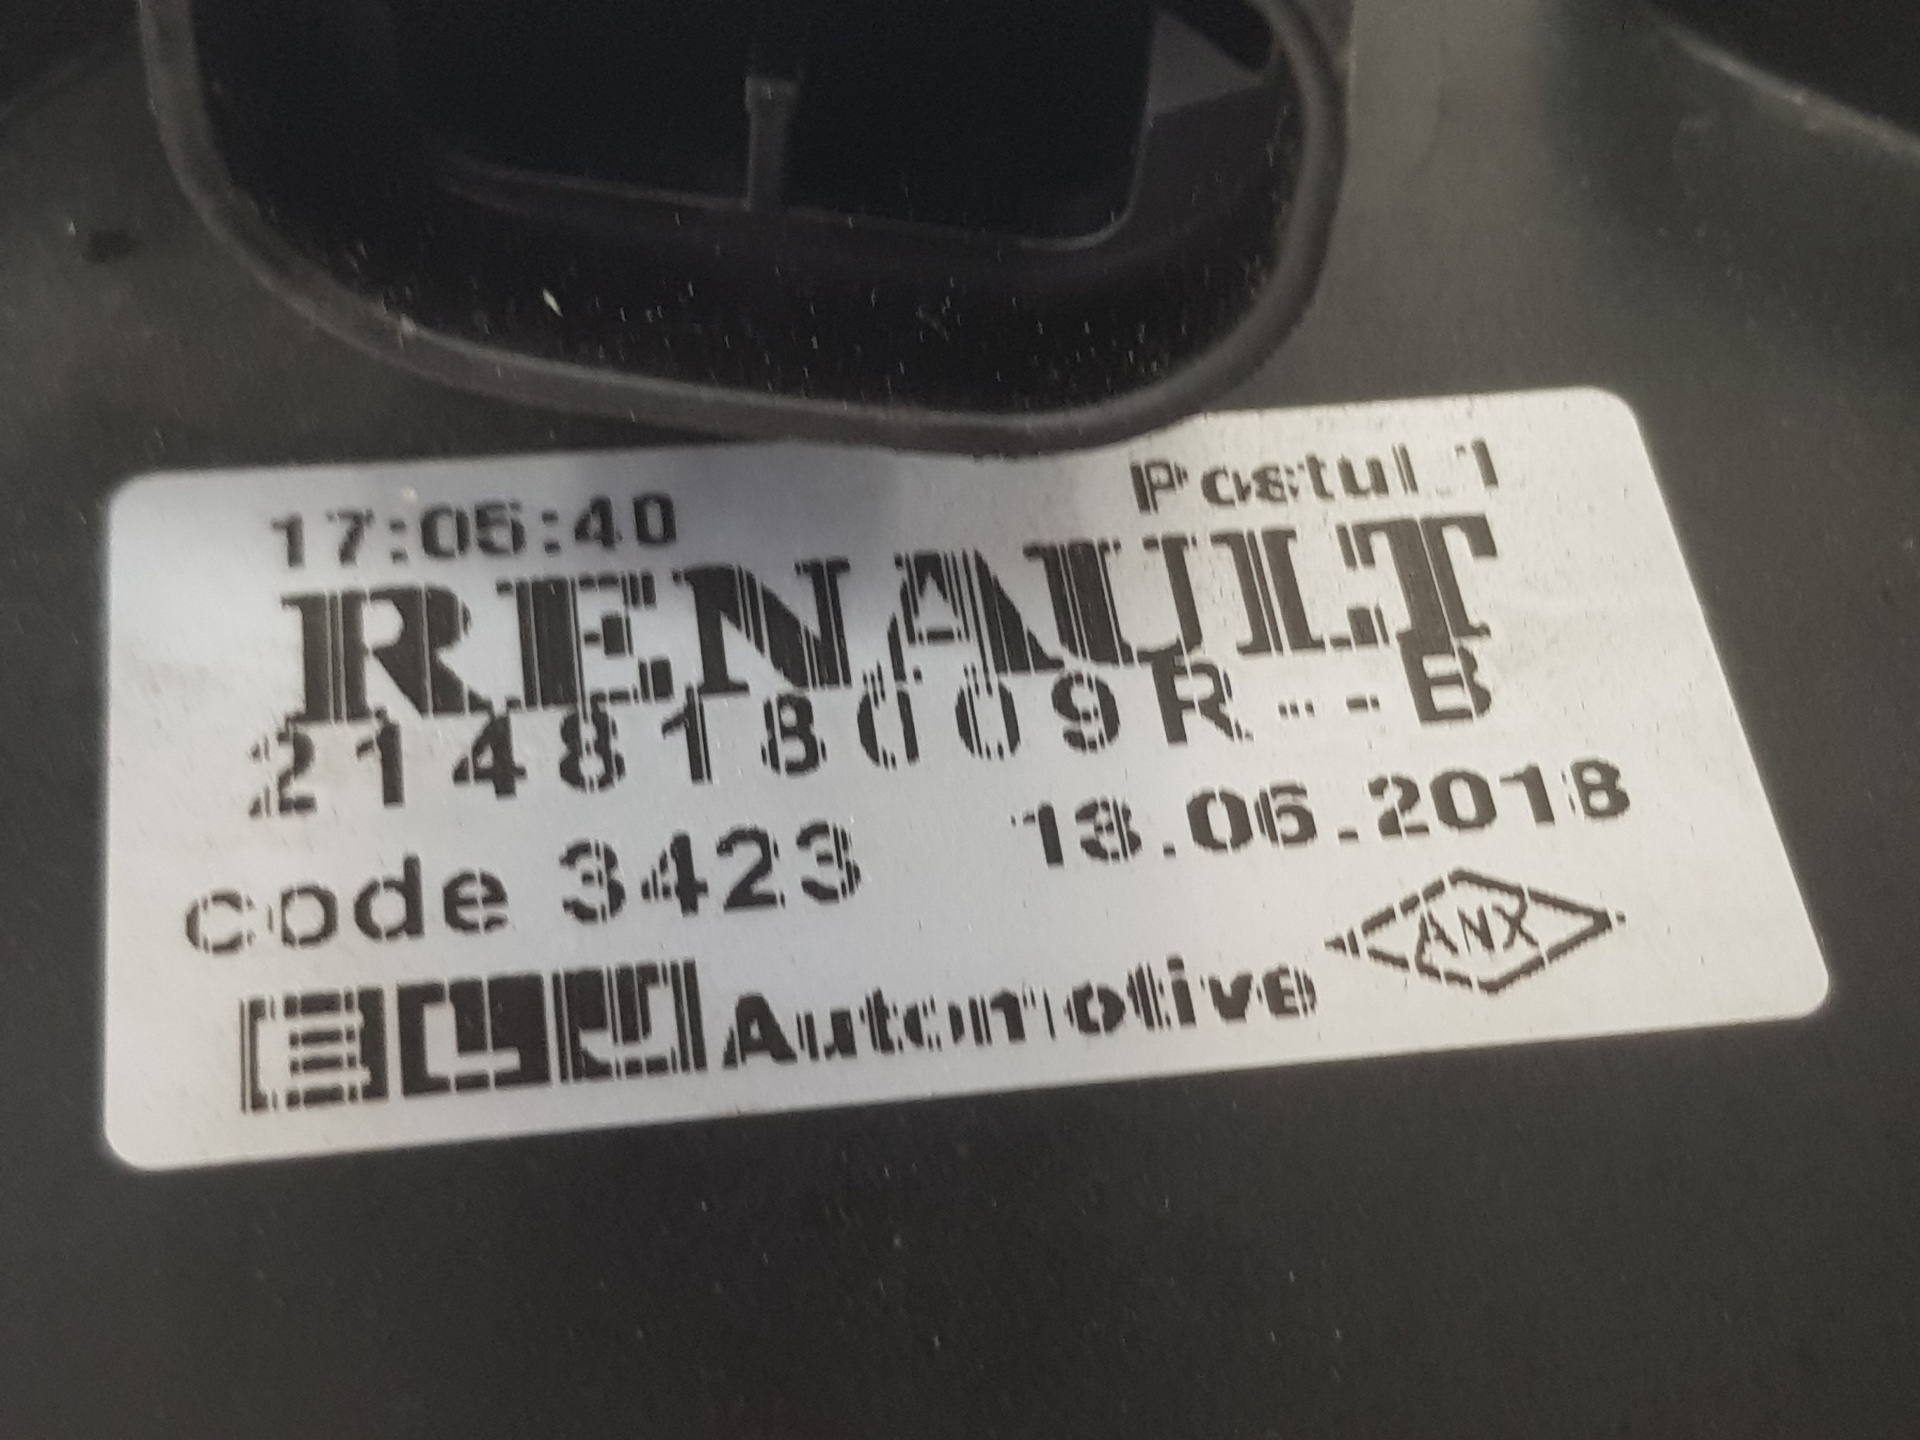 17:05:40 Postul 1
RENAULT
214818009R--B
code 3423 13.06.2018
Automotive ANX